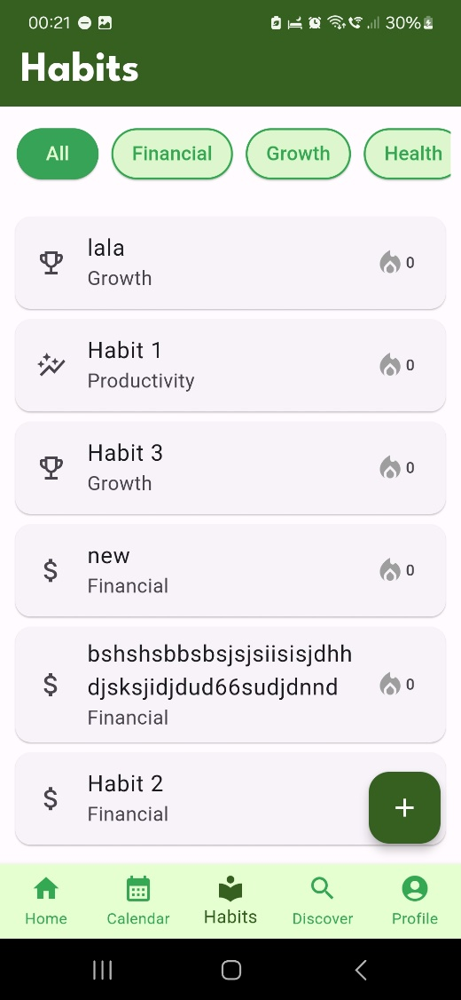 00:21 30%
Habits
All Financial Growth Health
lala
Growth 0
Habit 1
Productivity 0
Habit 3
Growth 0
new
Financial 0
bshshsbbsbsjsjsiisisjdhh
djsksjidjdud66sudjdnnd 0
Financial
Habit 2
Financial
+
Home Calendar Habits Discover Profile